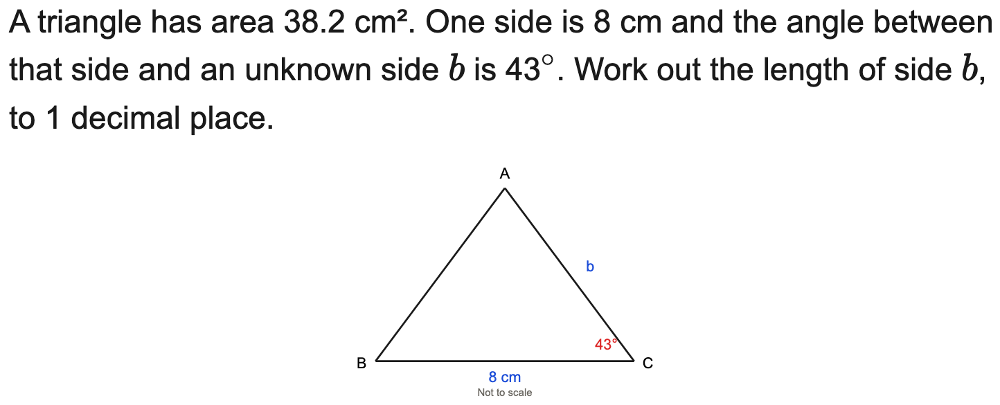 A triangle has area 38.2 cm². One side is 8 cm and the angle between
that side and an unknown side b is 43°. Work out the length of side b,
to 1 decimal place.
A
b
43°
B
C
8 cm
Not to scale